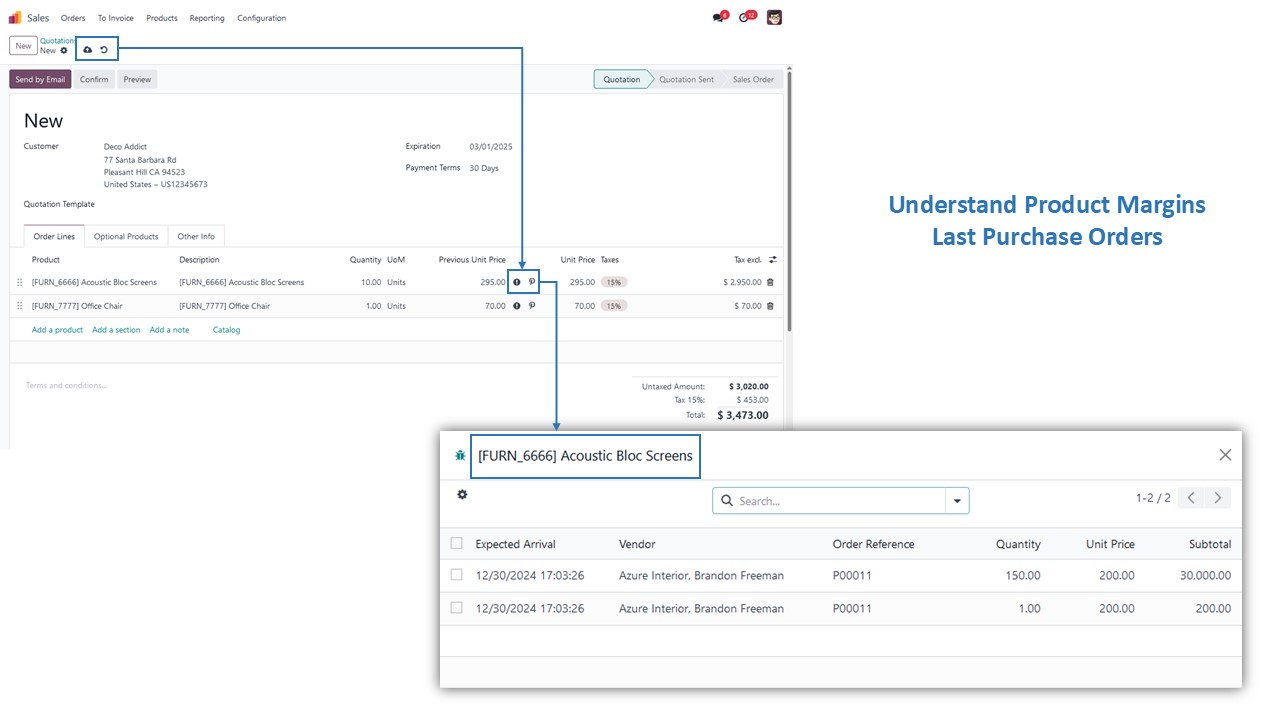 Sales Orders To Invoice Products Reporting Configuration 6 12
New Quotations
New
Send by Email Confirm Preview Quotation Quotation Sent Sales Order
New
Customer Deco Addict Expiration 03/01/2025
77 Santa Barbara Rd
Pleasant Hill CA 94523 Payment Terms 30 Days
United States – US12345673
Quotation Template
Understand Product Margins
Last Purchase Orders
Order Lines Optional Products Other Info
Product Description Quantity UoM Previous Unit Price Unit Price Taxes Tax excl.
[FURN_6666] Acoustic Bloc Screens [FURN_6666] Acoustic Bloc Screens 10.00 Units 295.00 295.00 15% $ 2,950.00
[FURN_7777] Office Chair [FURN_7777] Office Chair 1.00 Units 70.00 70.00 15% $ 70.00
Add a product Add a section Add a note Catalog
Terms and conditions...
Untaxed Amount: $ 3,020.00
Tax 15%: $ 453.00
Total: $ 3,473.00
[FURN_6666] Acoustic Bloc Screens
Search... 1-2 / 2
Expected Arrival Vendor Order Reference Quantity Unit Price Subtotal
12/30/2024 17:03:26 Azure Interior, Brandon Freeman P00011 150.00 200.00 30,000.00
12/30/2024 17:03:26 Azure Interior, Brandon Freeman P00011 1.00 200.00 200.00